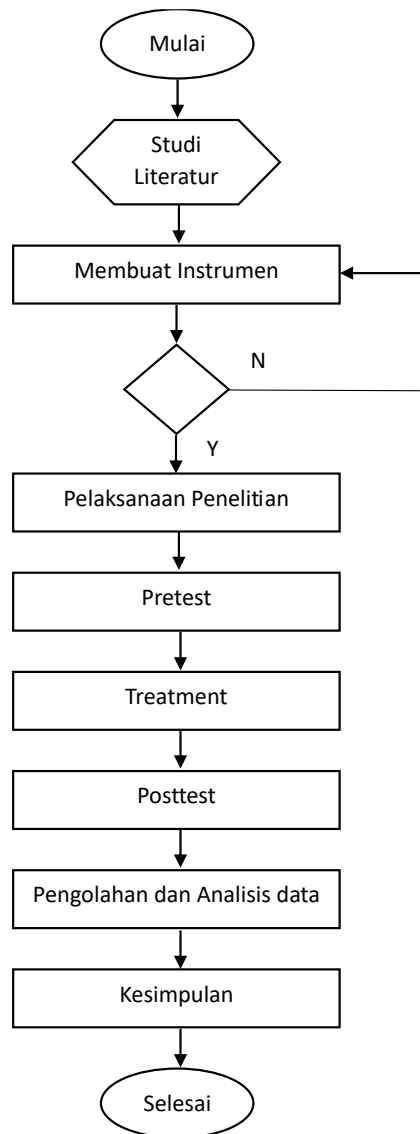 Mulai
Studi
Literatur
Membuat Instrumen
N
Y
Pelaksanaan Penelitian
Pretest
Treatment
Posttest
Pengolahan dan Analisis data
Kesimpulan
Selesai